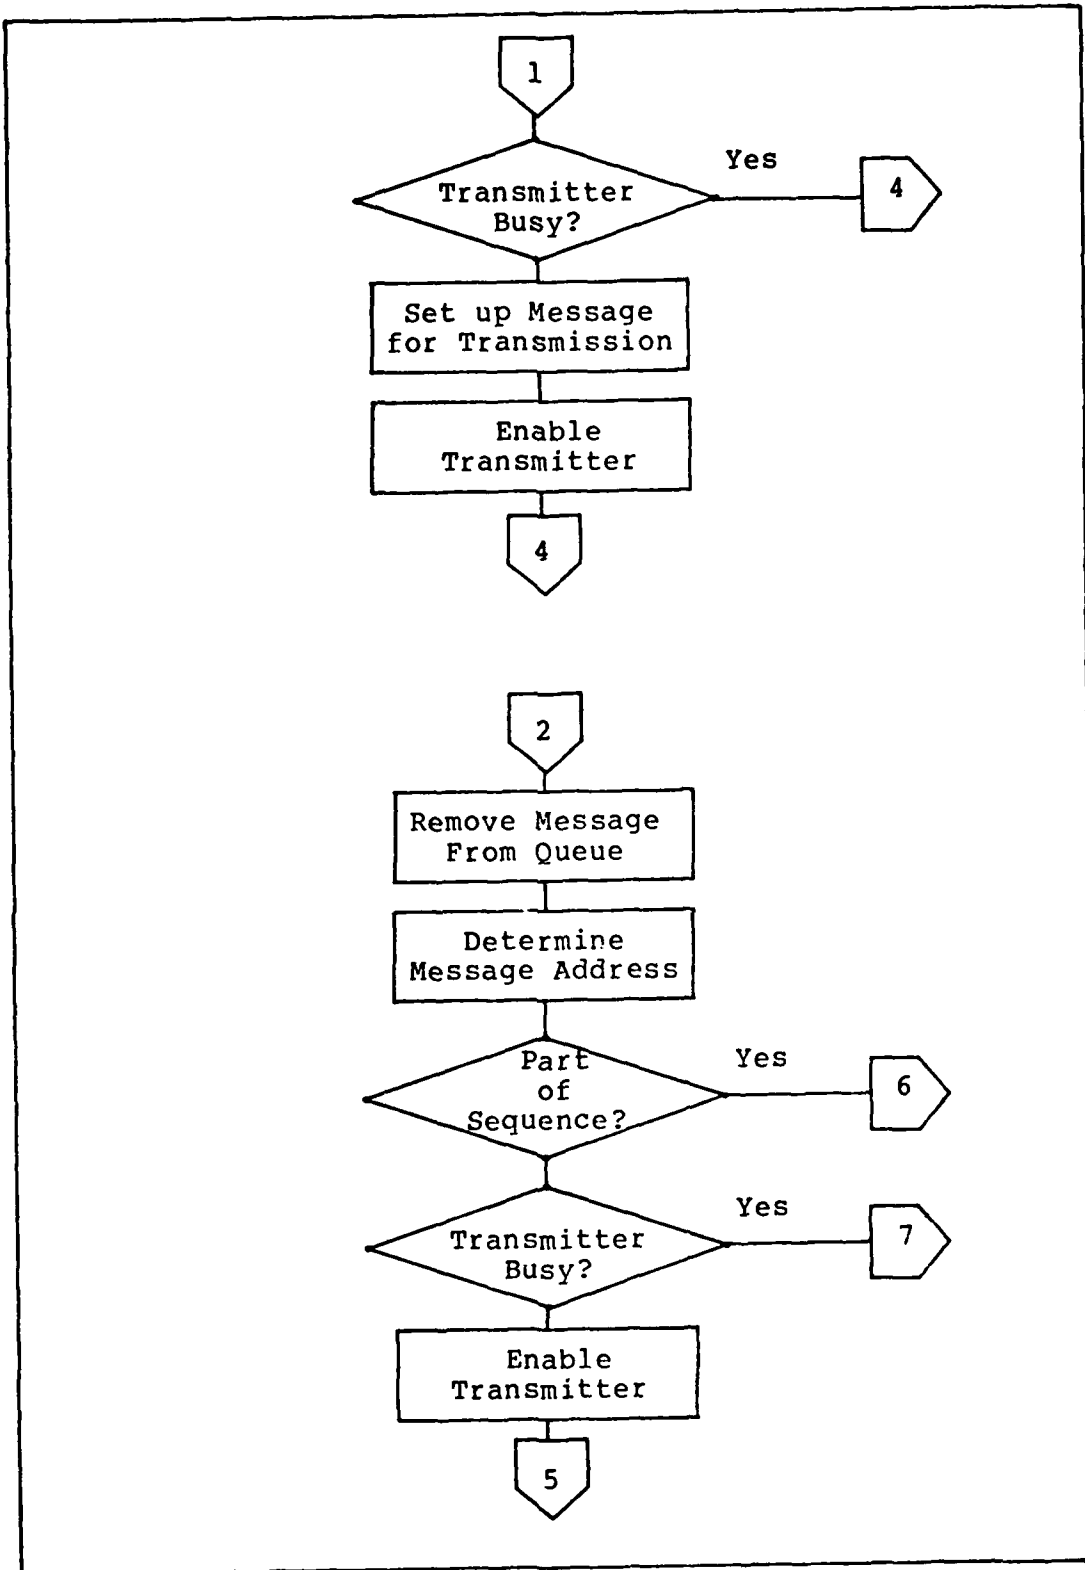 1
Transmitter
Busy?
Yes
4
Set up Message
for Transmission
Enable
Transmitter
4
2
Remove Message
From Queue
Determine
Message Address
Part
of
Sequence?
Yes
6
Transmitter
Busy?
Yes
7
Enable
Transmitter
5